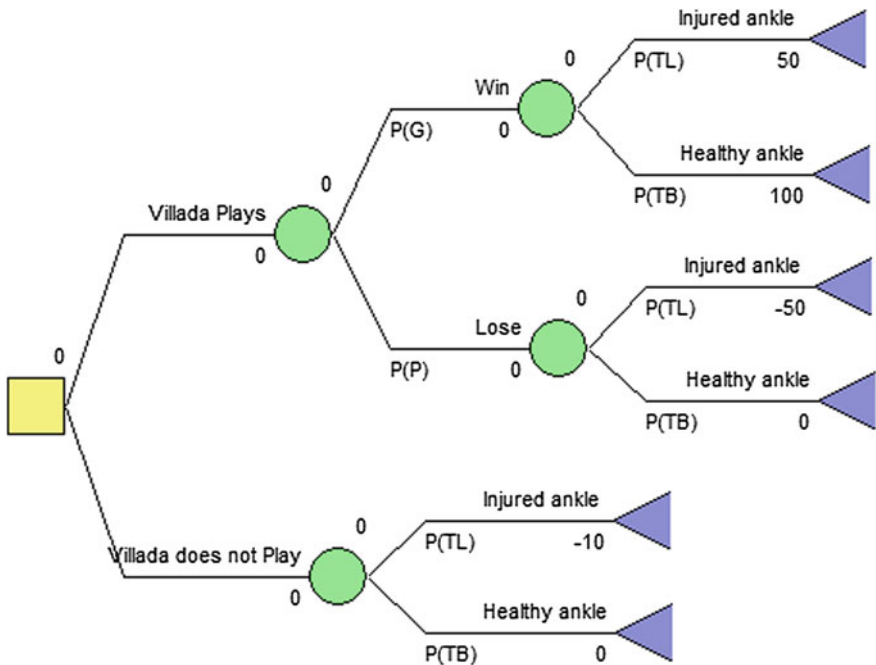 Injured ankle
0
P(TL) 50
Win
P(G) 0
Healthy ankle
P(TB) 100
0
Villada Plays
0
Injured ankle
0
P(TL) -50
Lose
P(P) 0
Healthy ankle
P(TB) 0
0
Injured ankle
0
P(TL) -10
Villada does not Play
0
Healthy ankle
P(TB) 0